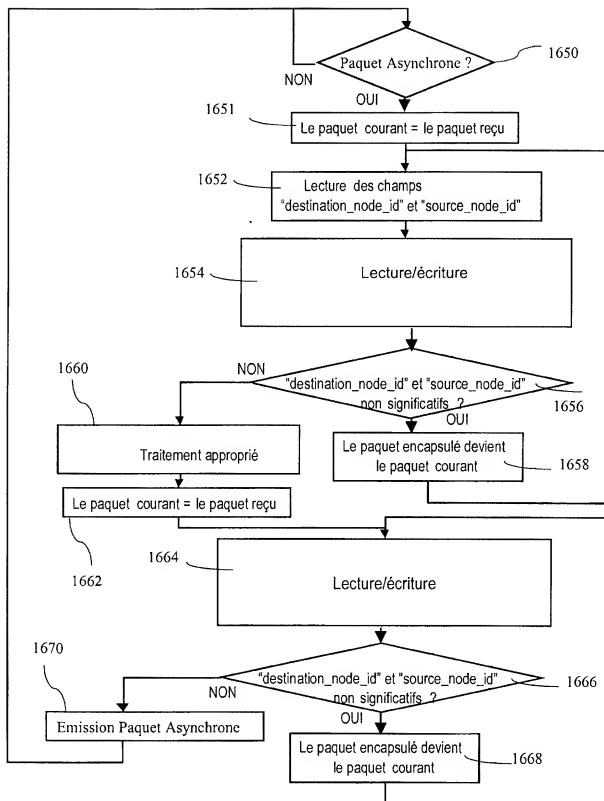 Paquet Asynchrone ?
1650
NON
OUI
1651
Le paquet courant = le paquet reçu
1652
Lecture des champs
"destination_node_id" et "source_node_id"
1654
Lecture/écriture
NON
"destination_node_id" et "source_node_id"
non significatifs ?
1656
OUI
1660
Traitement approprié
Le paquet encapsulé devient
le paquet courant
1658
Le paquet courant = le paquet reçu
1662
1664
Lecture/écriture
"destination_node_id" et "source_node_id"
non significatifs ?
1666
NON
OUI
1670
Emission Paquet Asynchrone
Le paquet encapsulé devient
le paquet courant
1668